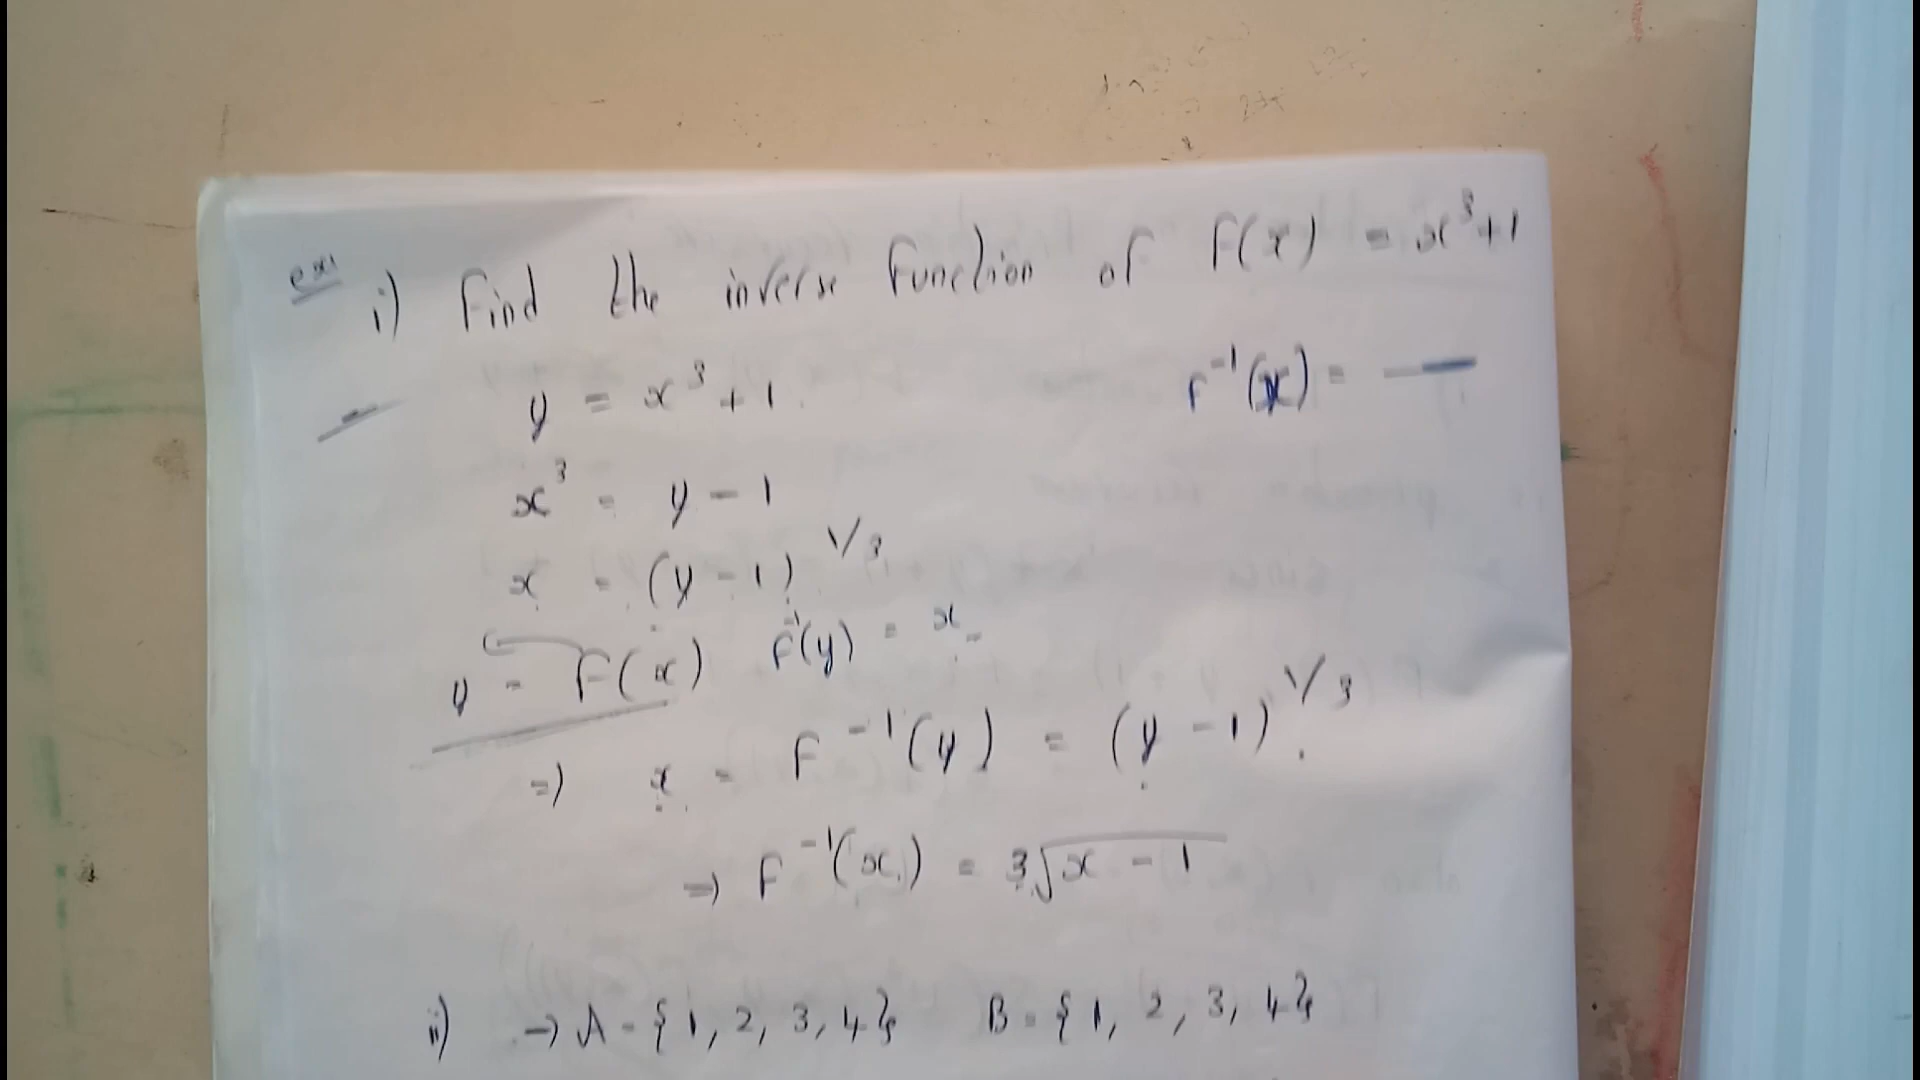 ex:
i) Find the inverse function of F(x) = x³+1
y = x³ + 1 F⁻¹(x) = —
x³ = y - 1
x = (y - 1)^1/3
y = F(x) F⁻¹(y) = x
=> x = F⁻¹(y) = (y - 1)^1/3
=> F⁻¹(x) = ³√x - 1
ii) → A = {1, 2, 3, 4} B = {1, 2, 3, 4}